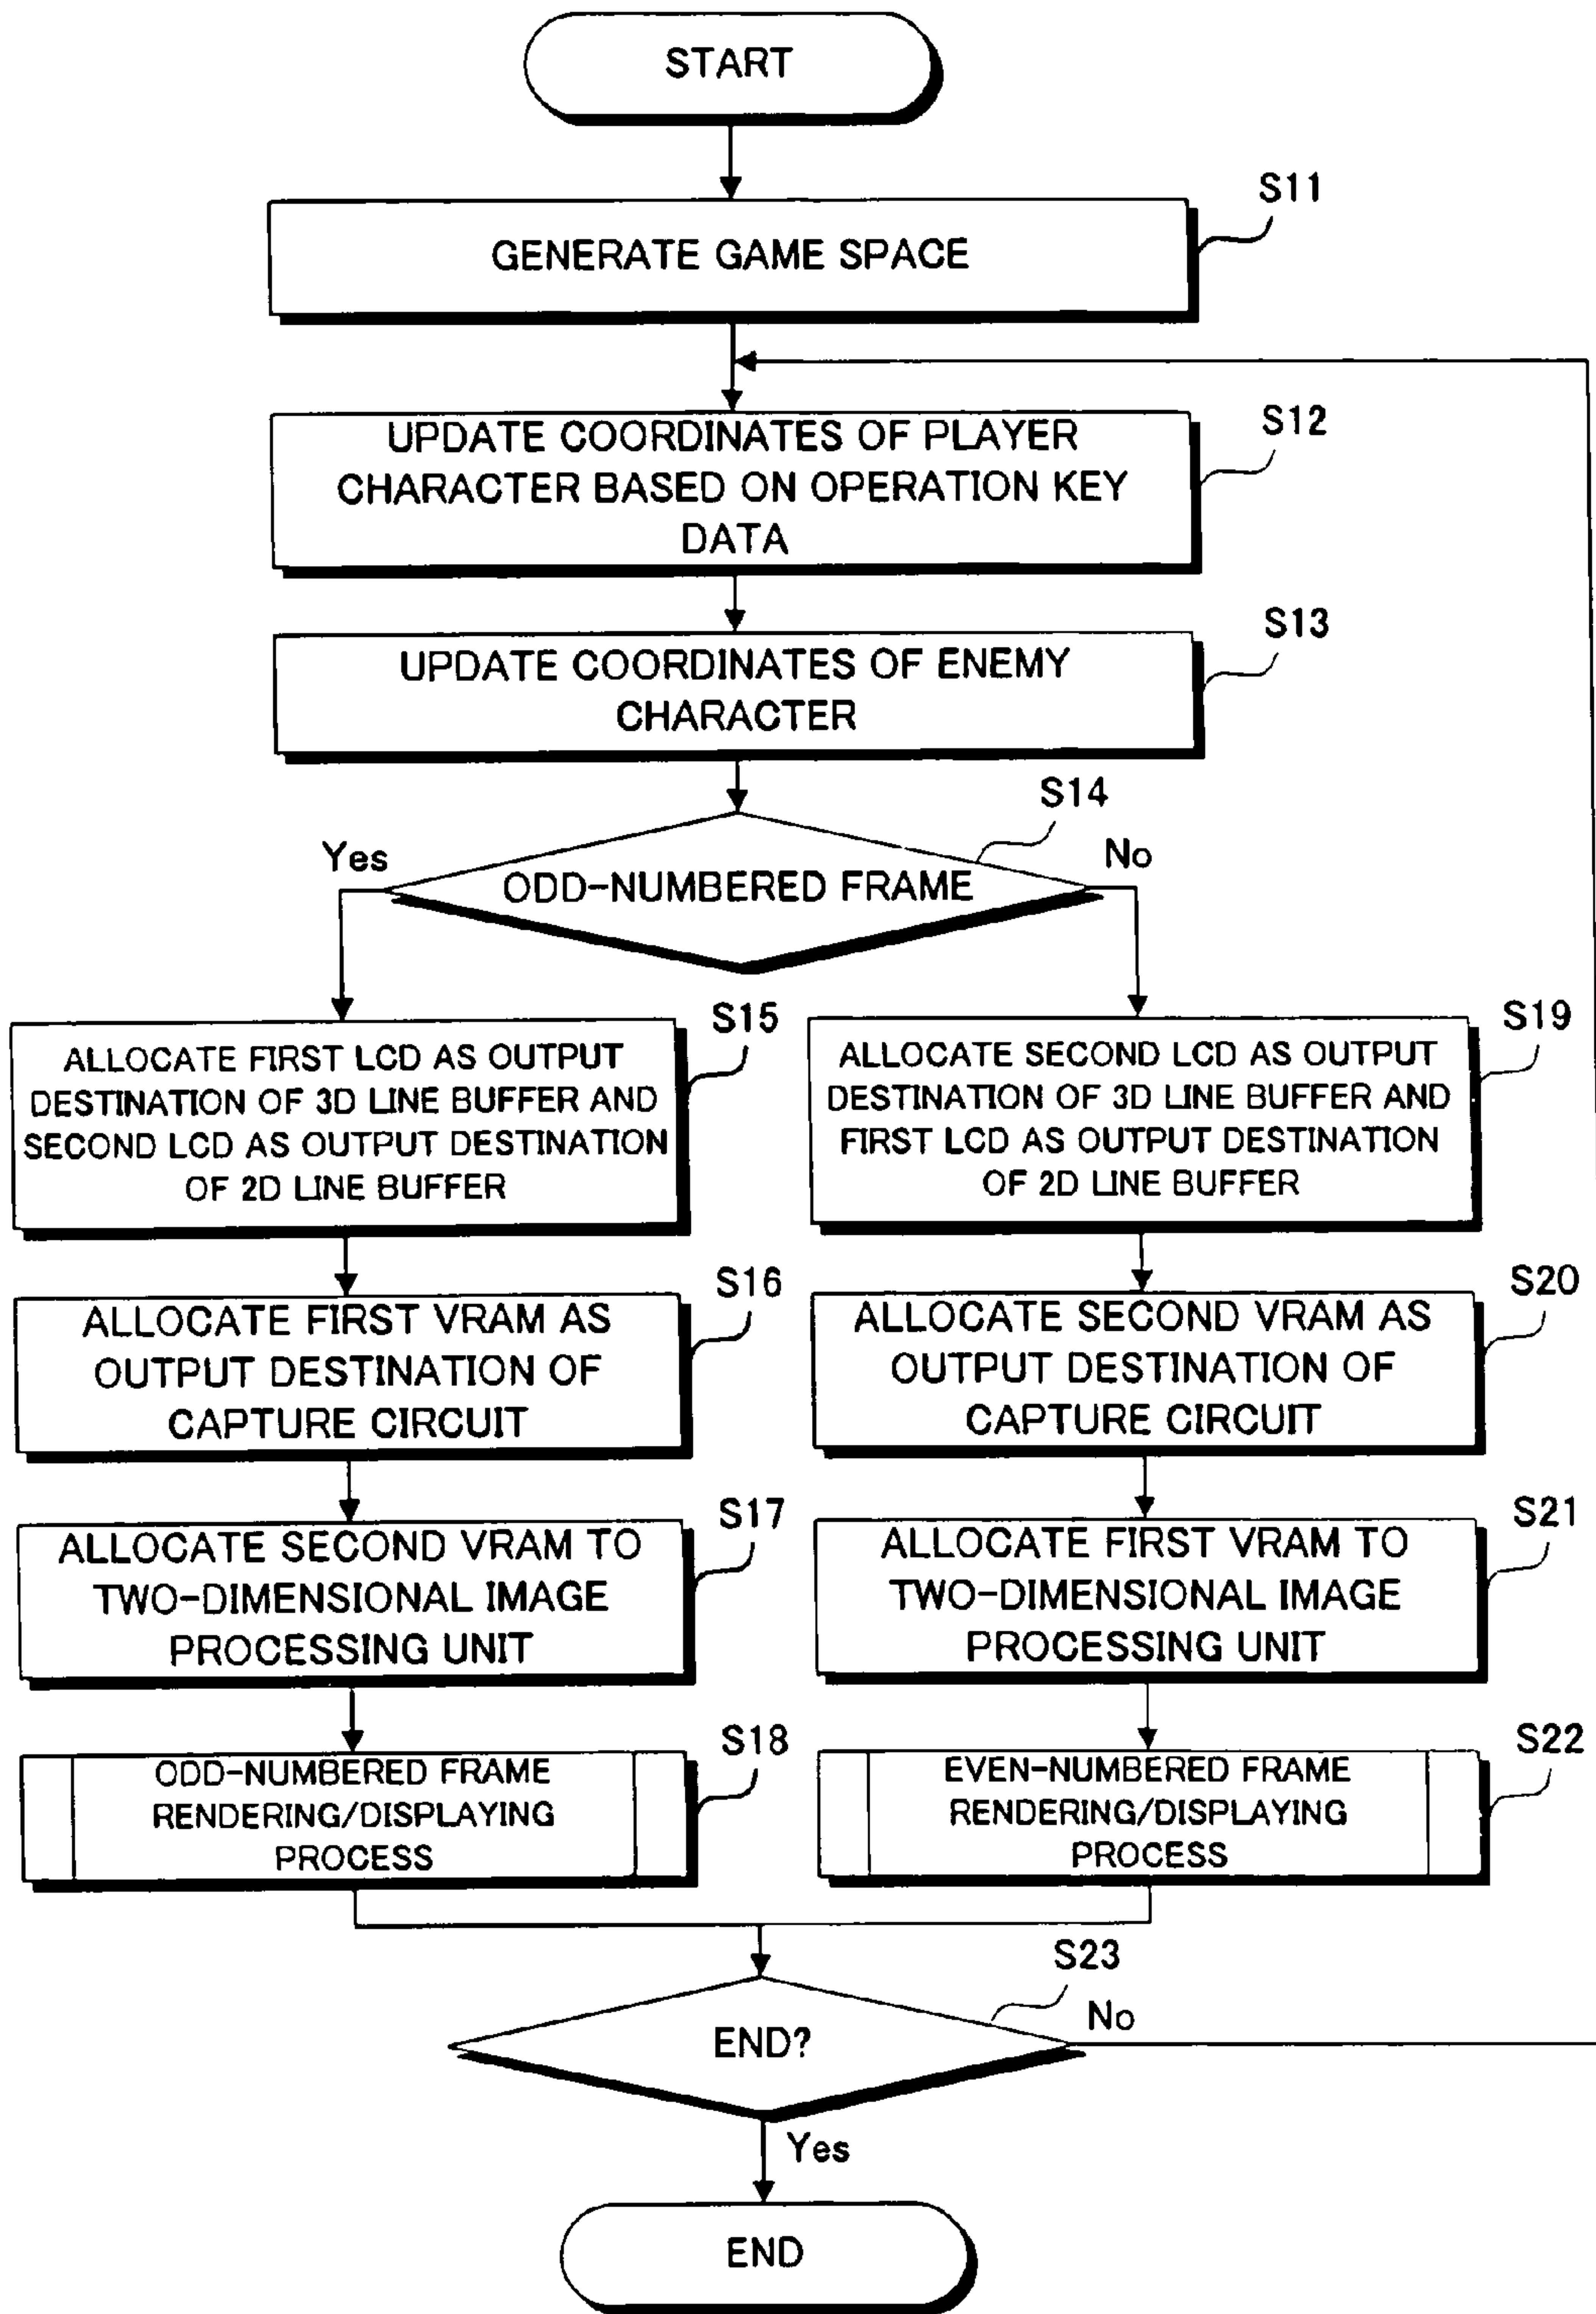 START
S11
GENERATE GAME SPACE
S12
UPDATE COORDINATES OF PLAYER
CHARACTER BASED ON OPERATION KEY
DATA
S13
UPDATE COORDINATES OF ENEMY
CHARACTER
S14
Yes
No
ODD-NUMBERED FRAME
S15
ALLOCATE FIRST LCD AS OUTPUT
DESTINATION OF 3D LINE BUFFER AND
SECOND LCD AS OUTPUT DESTINATION
OF 2D LINE BUFFER
S16
ALLOCATE FIRST VRAM AS
OUTPUT DESTINATION OF
CAPTURE CIRCUIT
S17
ALLOCATE SECOND VRAM TO
TWO-DIMENSIONAL IMAGE
PROCESSING UNIT
S18
ODD-NUMBERED FRAME
RENDERING/DISPLAYING
PROCESS
S19
ALLOCATE SECOND LCD AS OUTPUT
DESTINATION OF 3D LINE BUFFER AND
FIRST LCD AS OUTPUT DESTINATION
OF 2D LINE BUFFER
S20
ALLOCATE SECOND VRAM AS
OUTPUT DESTINATION OF
CAPTURE CIRCUIT
S21
ALLOCATE FIRST VRAM TO
TWO-DIMENSIONAL IMAGE
PROCESSING UNIT
S22
EVEN-NUMBERED FRAME
RENDERING/DISPLAYING
PROCESS
S23
No
END?
Yes
END